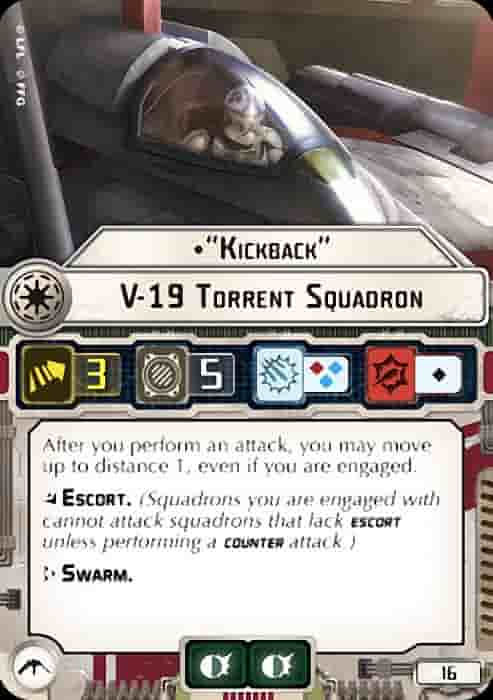 © LFL © FFG
•“Kickback”
V-19 Torrent Squadron
3 5
After you perform an attack, you may move
up to distance 1, even if you are engaged.
Escort. (Squadrons you are engaged with
cannot attack squadrons that lack escort
unless performing a counter attack.)
Swarm.
16